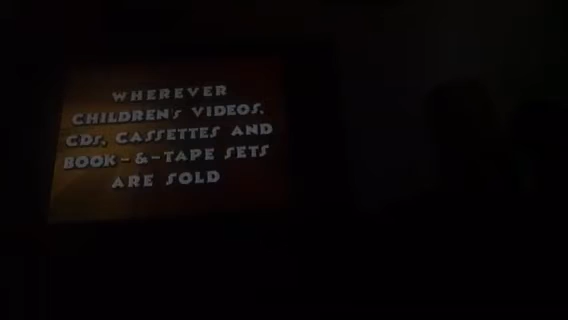 WHEREVER
CHILDREN'S VIDEOS,
CDS, CASSETTES AND
BOOK-&-TAPE SETS
ARE SOLD